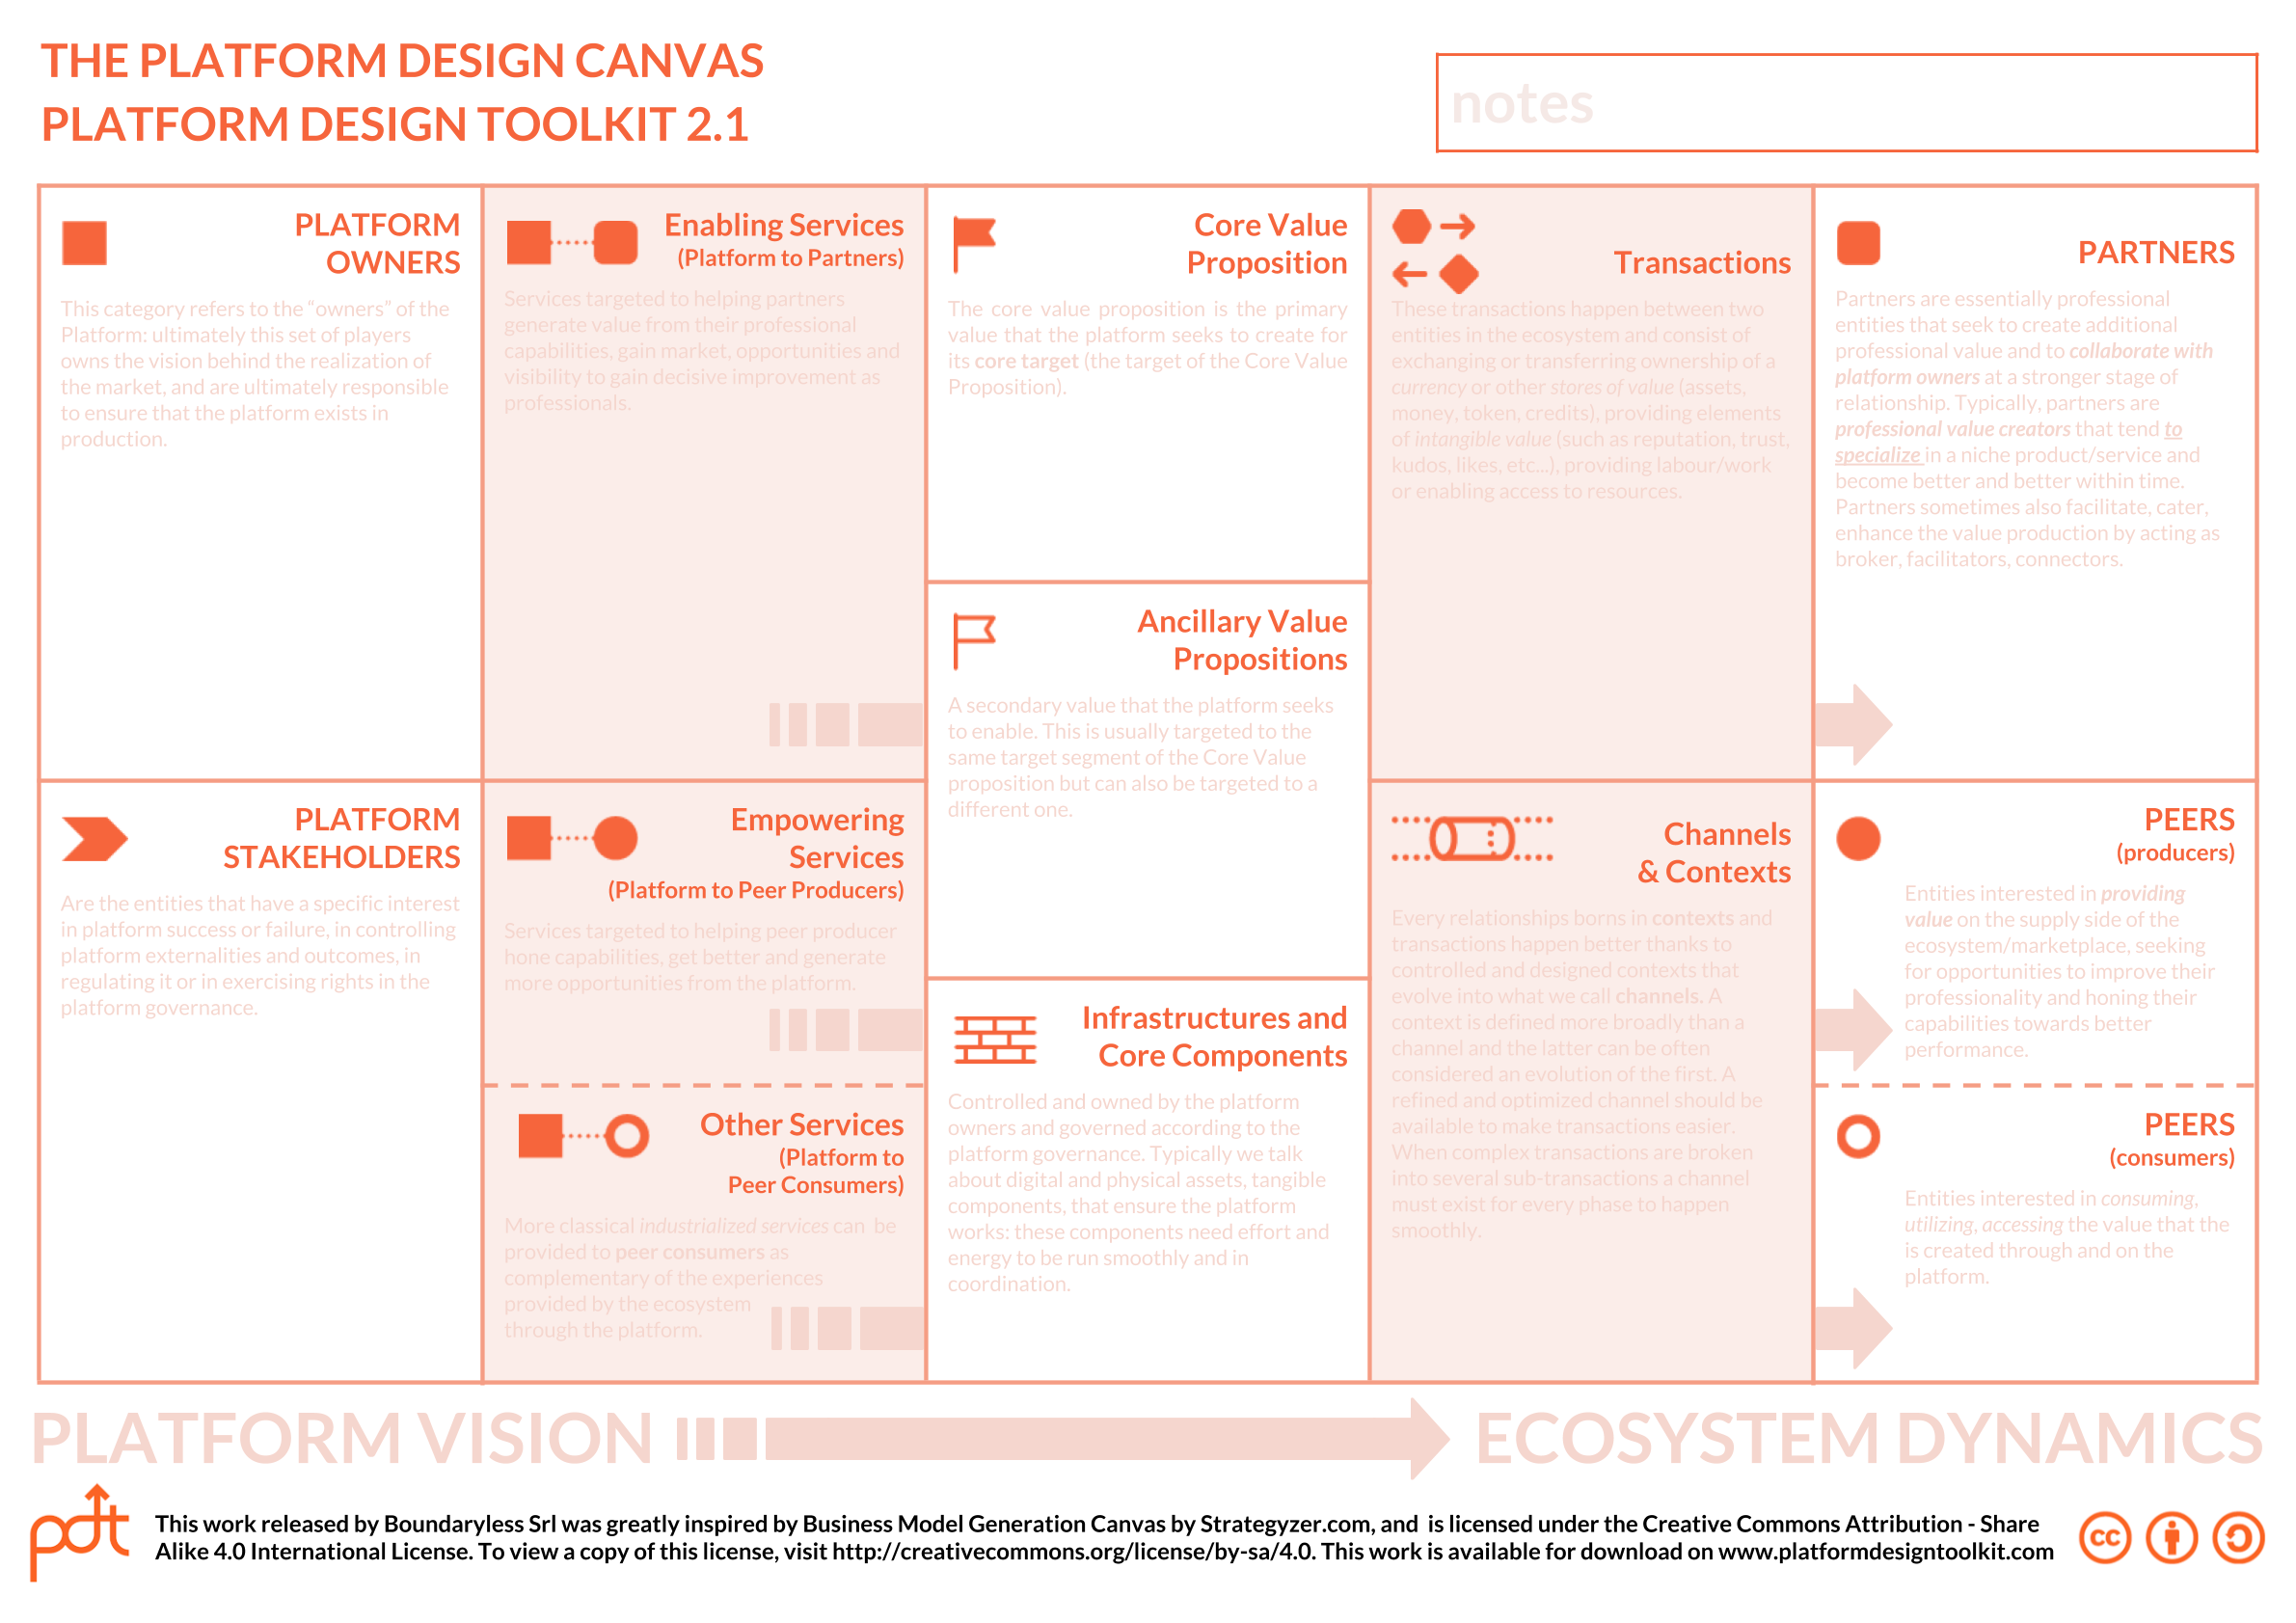 THE PLATFORM DESIGN CANVAS
PLATFORM DESIGN TOOLKIT 2.1
notes
PLATFORM
OWNERS
This category refers to the “owners” of the
Platform: ultimately this set of players
owns the vision behind the realization of
the market, and are ultimately responsible
to ensure that the platform exists in
production.
Enabling Services
(Platform to Partners)
Services targeted to helping partners
generate value from their professional
capabilities, gain market, opportunities and
visibility to gain decisive improvement as
professionals.
Core Value
Proposition
The core value proposition is the primary
value that the platform seeks to create for
its core target (the target of the Core Value
Proposition).
Transactions
These transactions happen between two
entities in the ecosystem and consist of
exchanging or transferring ownership of a
currency or other stores of value (assets,
money, token, credits), providing elements
of intangible value (such as reputation, trust,
kudos, likes, etc...), providing labour/work
or enabling access to resources.
PARTNERS
Partners are essentially professional
entities that seek to create additional
professional value and to collaborate with
platform owners at a stronger stage of
relationship. Typically, partners are
professional value creators that tend to
specialize in a niche product/service and
become better and better within time.
Partners sometimes also facilitate, cater,
enhance the value production by acting as
broker, facilitators, connectors.
Ancillary Value
Propositions
A secondary value that the platform seeks
to enable. This is usually targeted to the
same target segment of the Core Value
proposition but can also be targeted to a
different one.
PLATFORM
STAKEHOLDERS
Are the entities that have a specific interest
in platform success or failure, in controlling
platform externalities and outcomes, in
regulating it or in exercising rights in the
platform governance.
Empowering
Services
(Platform to Peer Producers)
Services targeted to helping peer producer
hone capabilities, get better and generate
more opportunities from the platform.
Other Services
(Platform to
Peer Consumers)
More classical industrialized services can be
provided to peer consumers as
complementary of the experiences
provided by the ecosystem
through the platform.
Infrastructures and
Core Components
Controlled and owned by the platform
owners and governed according to the
platform governance. Typically we talk
about digital and physical assets, tangible
components, that ensure the platform
works: these components need effort and
energy to be run smoothly and in
coordination.
Channels
& Contexts
Every relationships borns in contexts and
transactions happen better thanks to
controlled and designed contexts that
evolve into what we call channels. A
context is defined more broadly than a
channel and the latter can be often
considered an evolution of the first. A
refined and optimized channel should be
available to make transactions easier.
When complex transactions are broken
into several sub-transactions a channel
must exist for every phase to happen
smoothly.
PEERS
(producers)
Entities interested in providing
value on the supply side of the
ecosystem/marketplace, seeking
for opportunities to improve their
professionality and honing their
capabilities towards better
performance.
PEERS
(consumers)
Entities interested in consuming,
utilizing, accessing the value that the
is created through and on the
platform.
PLATFORM VISION
ECOSYSTEM DYNAMICS
pdt
This work released by Boundaryless Srl was greatly inspired by Business Model Generation Canvas by Strategyzer.com, and is licensed under the Creative Commons Attribution - Share
Alike 4.0 International License. To view a copy of this license, visit http://creativecommons.org/license/by-sa/4.0. This work is available for download on www.platformdesigntoolkit.com
cc